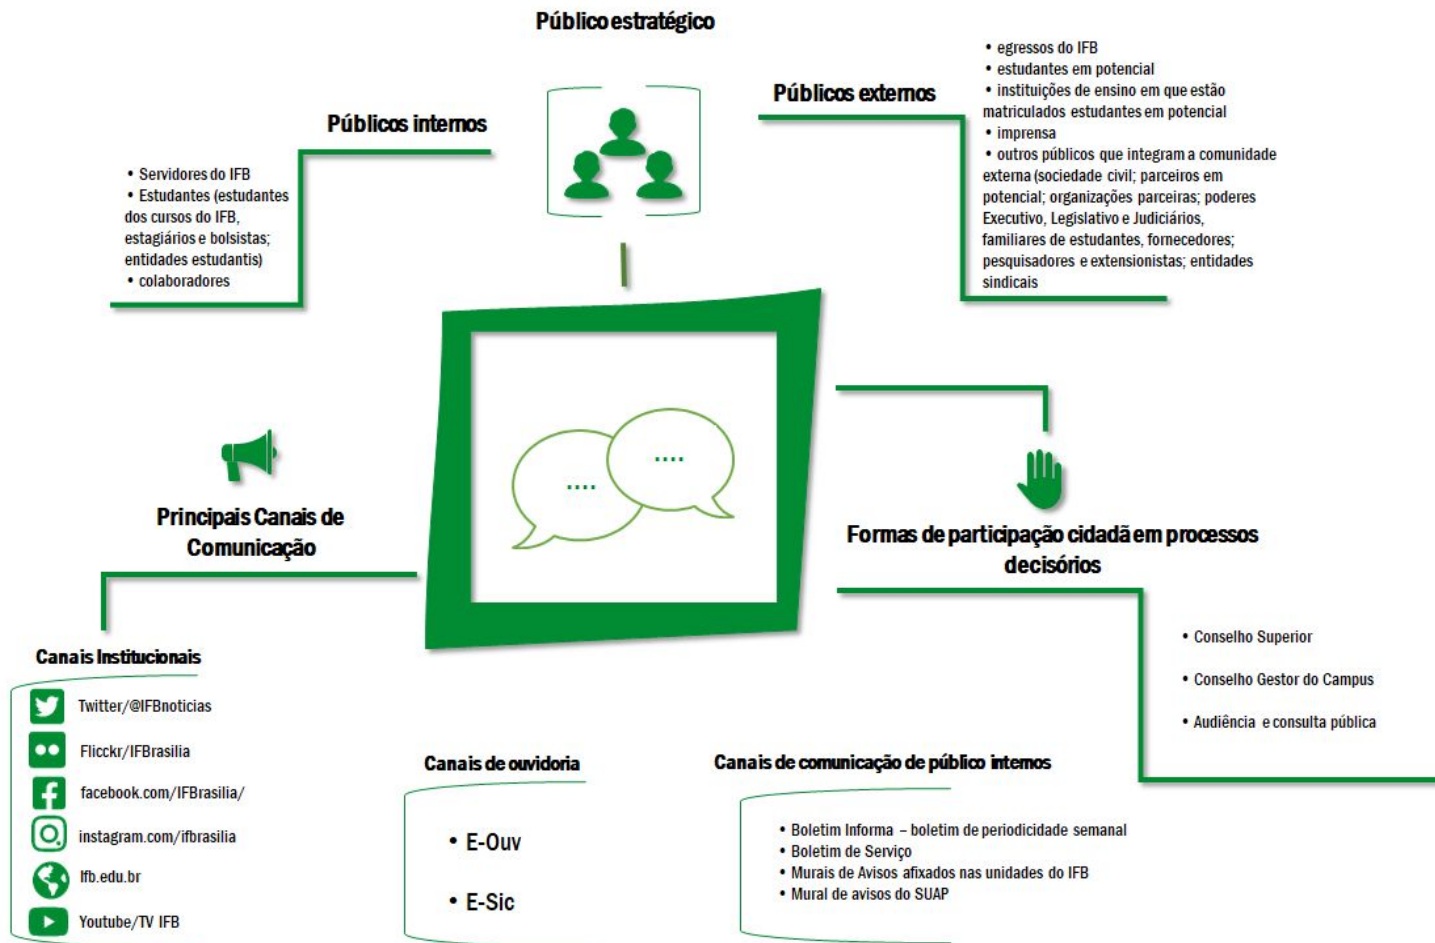 Público estratégico
Públicos internos
• Servidores do IFB
• Estudantes (estudantes
dos cursos do IFB,
estagiários e bolsistas;
entidades estudantis)
• colaboradores
Públicos externos
• egressos do IFB
• estudantes em potencial
• instituições de ensino em que estão
matriculados estudantes em potencial
• imprensa
• outros públicos que integram a comunidade
externa (sociedade civil; parceiros em
potencial; organizações parceiras; poderes
Executivo, Legislativo e Judiciários,
familiares de estudantes, fornecedores;
pesquisadores e extensionistas; entidades
sindicais
....
....
Principais Canais de
Comunicação
Formas de participação cidadã em processos
decisórios
• Conselho Superior
• Conselho Gestor do Campus
• Audiência e consulta pública
Canais Institucionais
Twitter/@IFBnoticias
Flicckr/IFBrasilia
facebook.com/IFBrasilia/
instagram.com/ifbrasilia
Ifb.edu.br
Youtube/TV IFB
Canais de ouvidoria
• E-Ouv
• E-Sic
Canais de comunicação de público internos
• Boletim Informa – boletim de periodicidade semanal
• Boletim de Serviço
• Murais de Avisos afixados nas unidades do IFB
• Mural de avisos do SUAP